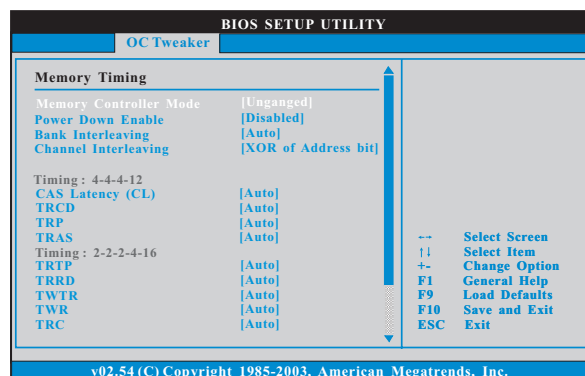 BIOS SETUP UTILITY
OC Tweaker
Memory Timing
Memory Controller Mode [Unganged]
Power Down Enable [Disabled]
Bank Interleaving [Auto]
Channel Interleaving [XOR of Address bit]
Timing : 4-4-4-12
CAS Latency (CL) [Auto]
TRCD [Auto]
TRP [Auto]
TRAS [Auto]
Timing : 2-2-2-4-16
TRTP [Auto]
TRRD [Auto]
TWTR [Auto]
TWR [Auto]
TRC [Auto]
←→ Select Screen
↑↓ Select Item
+- Change Option
F1 General Help
F9 Load Defaults
F10 Save and Exit
ESC Exit
v02.54 (C) Copyright 1985-2003, American Megatrends, Inc.